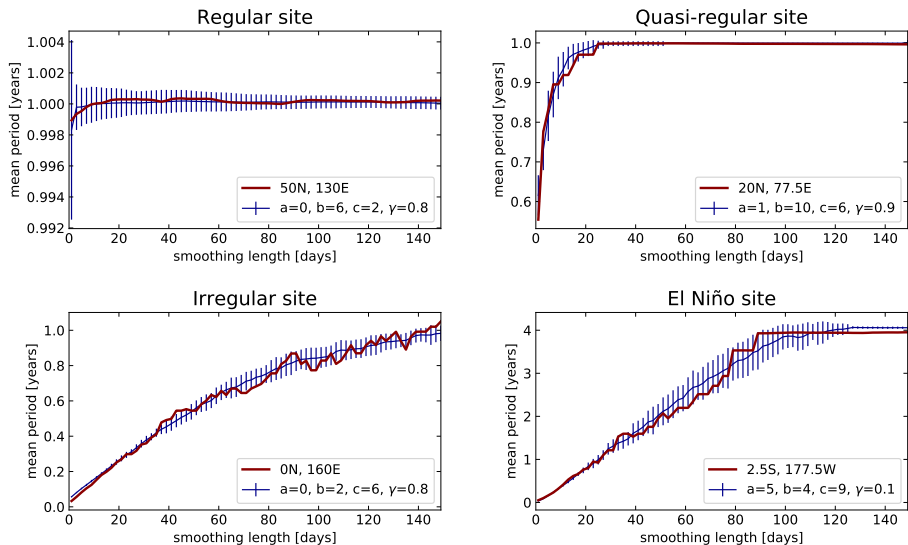 Regular site
mean period [years]
1.004
1.002
1.000
0.998
0.996
0.994
0.992
50N, 130E
a=0, b=6, c=2, γ=0.8
0 20 40 60 80 100 120 140
smoothing length [days]
Quasi-regular site
mean period [years]
1.0
0.9
0.8
0.7
0.6
20N, 77.5E
a=1, b=10, c=6, γ=0.9
0 20 40 60 80 100 120 140
smoothing length [days]
Irregular site
mean period [years]
1.0
0.8
0.6
0.4
0.2
0.0
0N, 160E
a=0, b=2, c=6, γ=0.8
0 20 40 60 80 100 120 140
smoothing length [days]
El Niño site
mean period [years]
4
3
2
1
0
2.5S, 177.5W
a=5, b=4, c=9, γ=0.1
0 20 40 60 80 100 120 140
smoothing length [days]